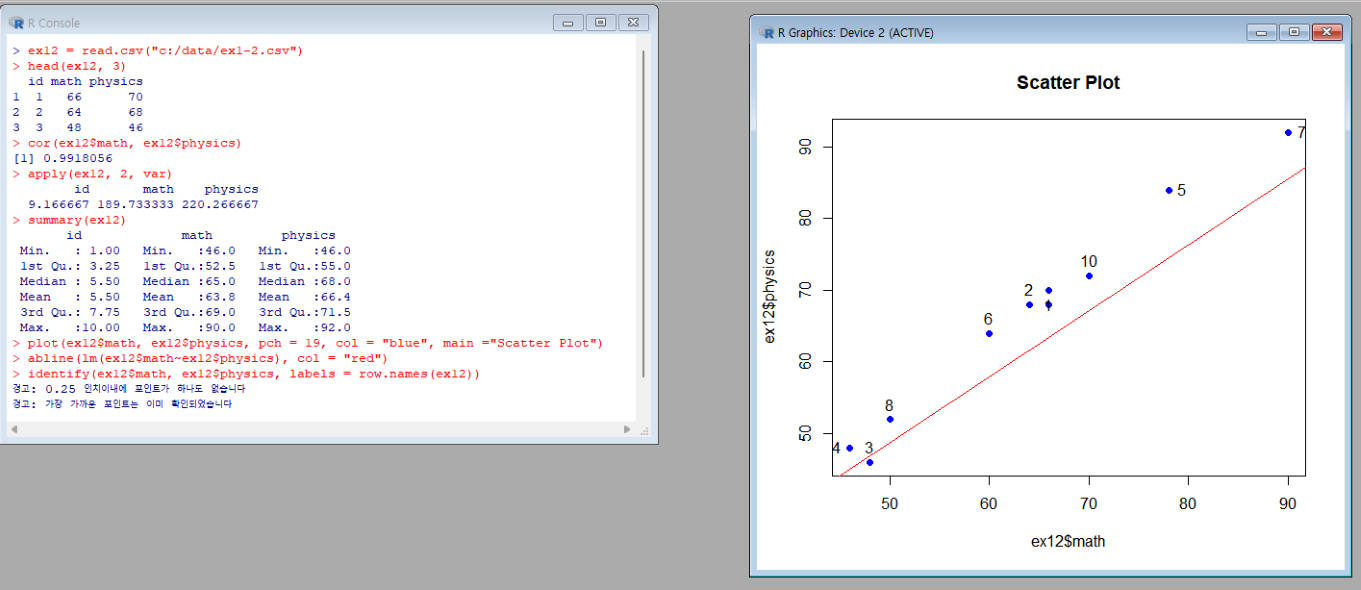 R Console
> ex12 = read.csv("c:/data/ex1-2.csv")
> head(ex12, 3)
id math physics
1 1 66 70
2 2 64 68
3 3 48 46
> cor(ex12$math, ex12$physics)
[1] 0.9918056
> apply(ex12, 2, var)
id math physics
9.166667 189.733333 220.266667
> summary(ex12)
id math physics
Min. : 1.00 Min. :46.0 Min. :46.0
1st Qu.: 3.25 1st Qu.:52.5 1st Qu.:55.0
Median : 5.50 Median :65.0 Median :68.0
Mean : 5.50 Mean :63.8 Mean :66.4
3rd Qu.: 7.75 3rd Qu.:69.0 3rd Qu.:71.5
Max. :10.00 Max. :90.0 Max. :92.0
> plot(ex12$math, ex12$physics, pch = 19, col = "blue", main ="Scatter Plot")
> abline(lm(ex12$math~ex12$physics), col = "red")
> identify(ex12$math, ex12$physics, labels = row.names(ex12))
경고: 0.25 인치이내에 포인트가 하나도 없습니다
경고: 가장 가까운 포인트는 이미 확인되었습니다
R Graphics: Device 2 (ACTIVE)
Scatter Plot
90
80
70
60
50
ex12$physics
7
5
10
2
6
8
4 3
50 60 70 80 90
ex12$math